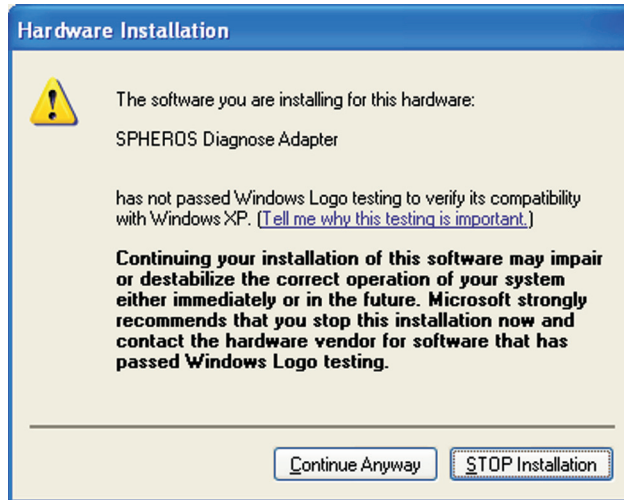 Hardware Installation
The software you are installing for this hardware:
SPHEROS Diagnose Adapter
has not passed Windows Logo testing to verify its compatibility
with Windows XP. (Tell me why this testing is important.)
Continuing your installation of this software may impair
or destabilize the correct operation of your system
either immediately or in the future. Microsoft strongly
recommends that you stop this installation now and
contact the hardware vendor for software that has
passed Windows Logo testing.
Continue Anyway
STOP Installation